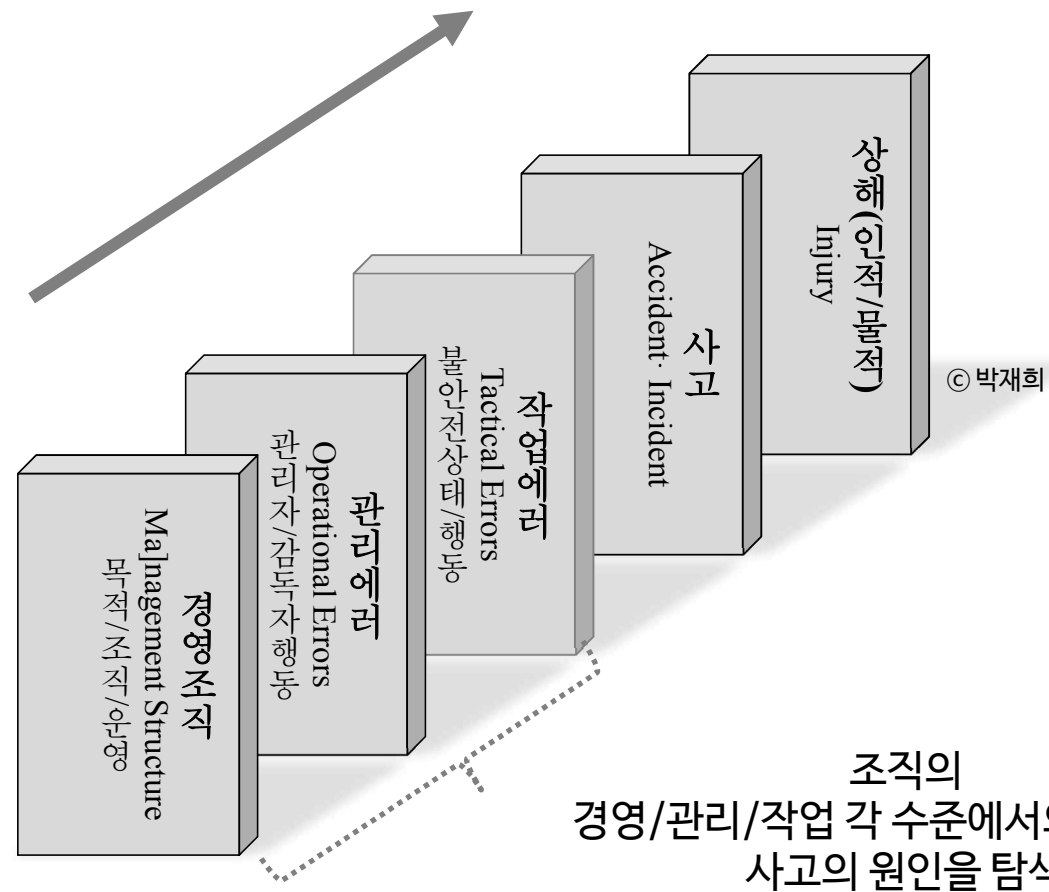 상해(인적/물적)
Injury
사고
Accident· Incident
작업에러
Tactical Errors
불안전상태/행동
관리에러
Operational Errors
관리자/감독자행동
경영조직
Ma]nagement Structure
목적/조직/운영
ⓒ 박재희
조직의
경영/관리/작업 각 수준에서
사고의 원인을 탐색